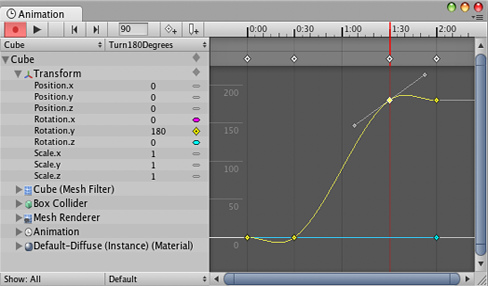 Animation
90
0:00 0:30 1:00 1:30 2:00
Cube Turn180Degrees
Cube
Transform
Position.x 0
Position.y 0
Position.z 0
Rotation.x 0
Rotation.y 180
Rotation.z 0
Scale.x 1
Scale.y 1
Scale.z 1
Cube (Mesh Filter)
Box Collider
Mesh Renderer
Animation
Default-Diffuse (Instance) (Material)
200
150
100
50
0
Show: All Default